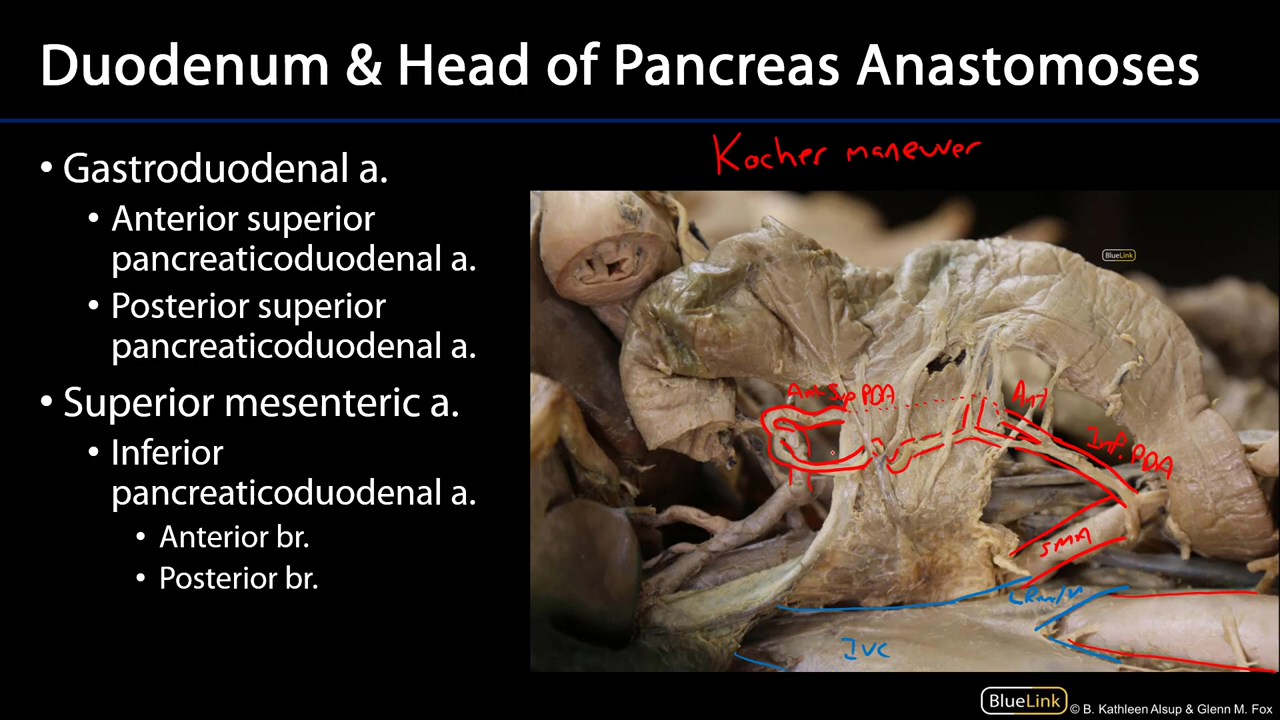 Duodenum & Head of Pancreas Anastomoses
• Gastroduodenal a.
• Anterior superior
pancreaticoduodenal a.
• Posterior superior
pancreaticoduodenal a.
• Superior mesenteric a.
• Inferior
pancreaticoduodenal a.
• Anterior br.
• Posterior br.
Kocher maneuver
BlueLink
Sup PDA
Ant
Inf. PDA
SMA
IVC
BlueLink © B. Kathleen Alsup & Glenn M. Fox